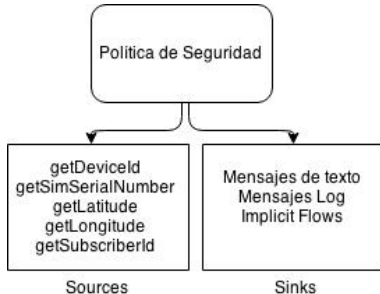 Politica de Seguridad
getDeviceId
getSimSerialNumber
getLatitude
getLongitude
getSubscriberId
Mensajes de texto
Mensajes Log
Implicit Flows
Sources
Sinks